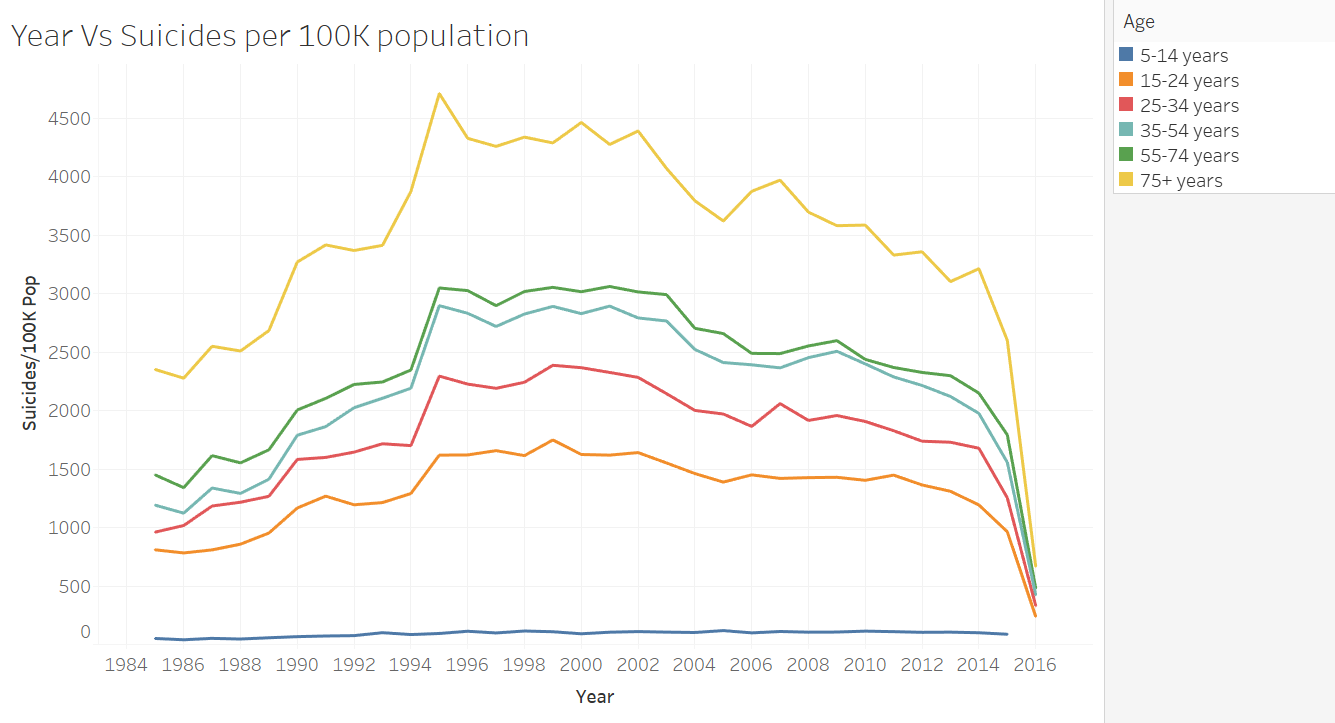 Year Vs Suicides per 100K population
Age
5-14 years
15-24 years
25-34 years
35-54 years
55-74 years
75+ years
Suicides/100K Pop
4500
4000
3500
3000
2500
2000
1500
1000
500
0
1984 1986 1988 1990 1992 1994 1996 1998 2000 2002 2004 2006 2008 2010 2012 2014 2016
Year